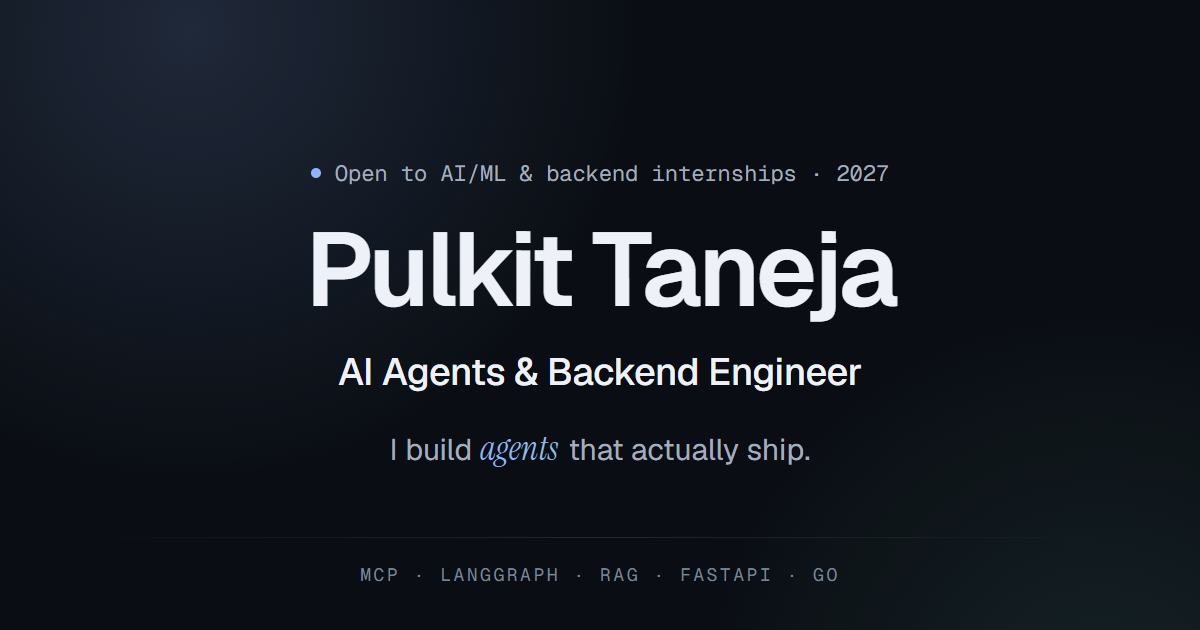 Open to AI/ML & backend internships · 2027
Pulkit Taneja
AI Agents & Backend Engineer
I build agents that actually ship.
MCP · LANGGRAPH · RAG · FASTAPI · GO